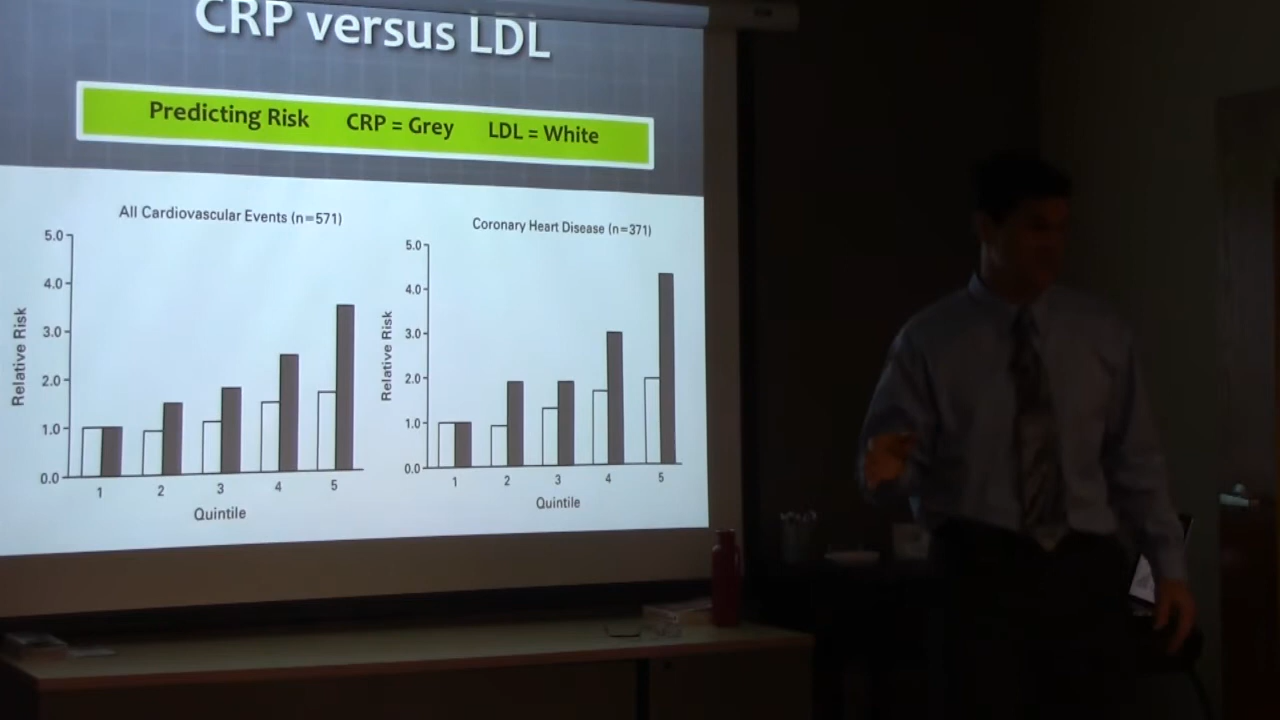 CRP versus LDL
Predicting Risk CRP = Grey LDL = White
All Cardiovascular Events (n=571)
5.0
4.0
3.0
2.0
1.0
0.0
Relative Risk
1 2 3 4 5
Quintile
Coronary Heart Disease (n=371)
5.0
4.0
3.0
2.0
1.0
0.0
Relative Risk
1 2 3 4 5
Quintile